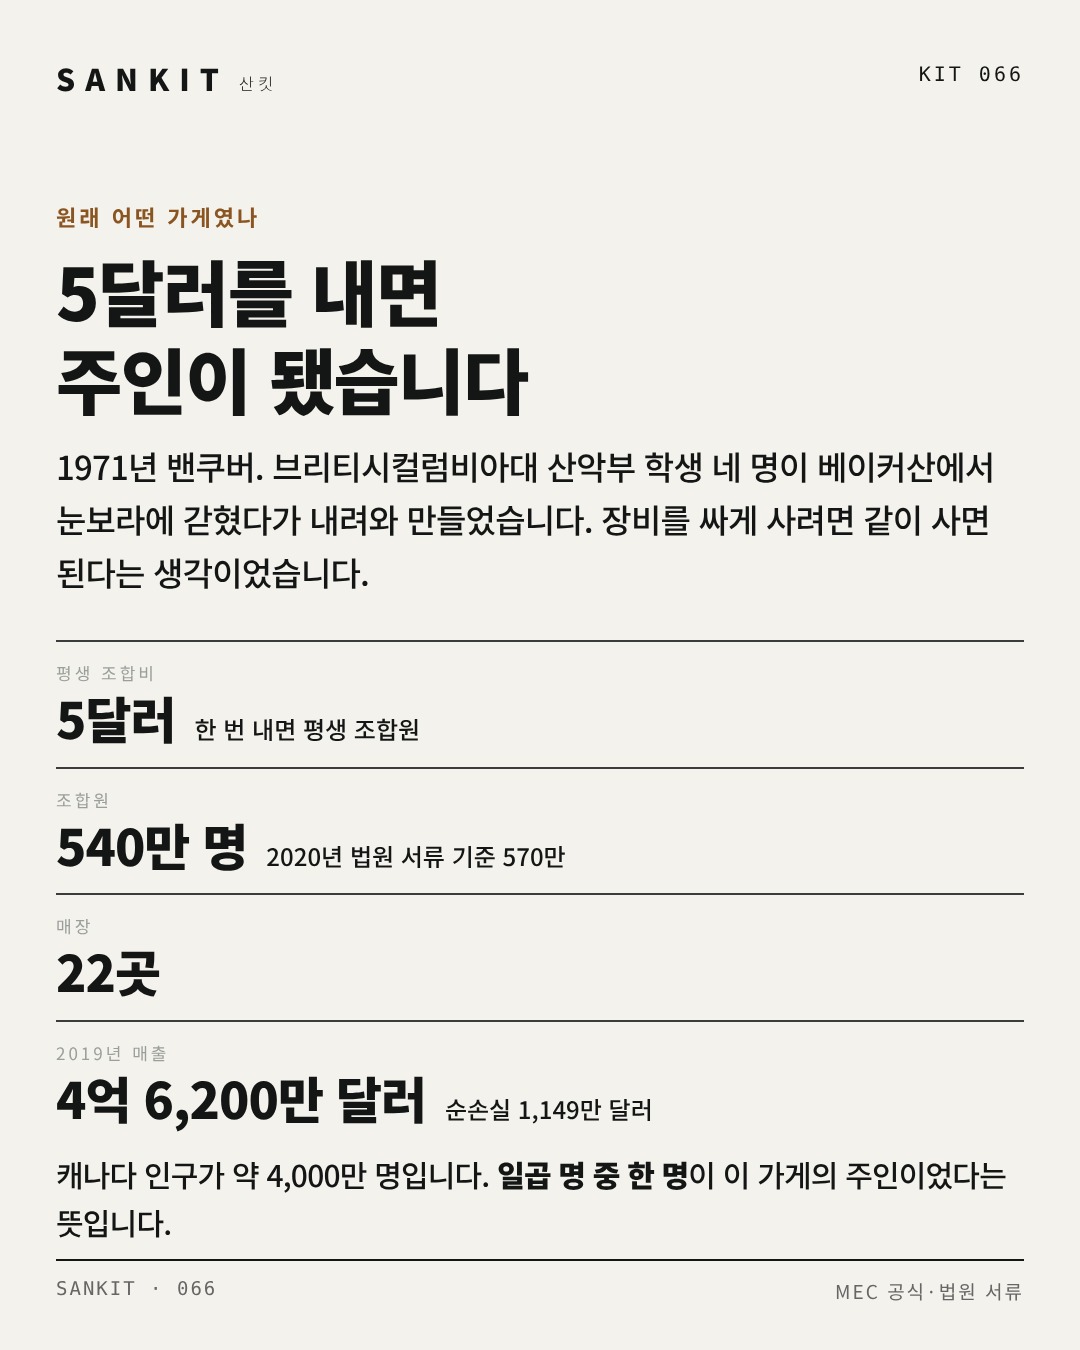 SANKIT 산킷
KIT 066
원래 어떤 가게였나
5달러를 내면
주인이 됐습니다
1971년 밴쿠버. 브리티시컬럼비아대 산악부 학생 네 명이 베이커산에서
눈보라에 갇혔다가 내려와 만들었습니다. 장비를 싸게 사려면 같이 사면
된다는 생각이었습니다.
평생 조합비
5달러 한 번 내면 평생 조합원
조합원
540만 명 2020년 법원 서류 기준 570만
매장
22곳
2019년 매출
4억 6,200만 달러 순손실 1,149만 달러
캐나다 인구가 약 4,000만 명입니다. 일곱 명 중 한 명이 이 가게의 주인이었다는
뜻입니다.
SANKIT · 066
MEC 공식·법원 서류